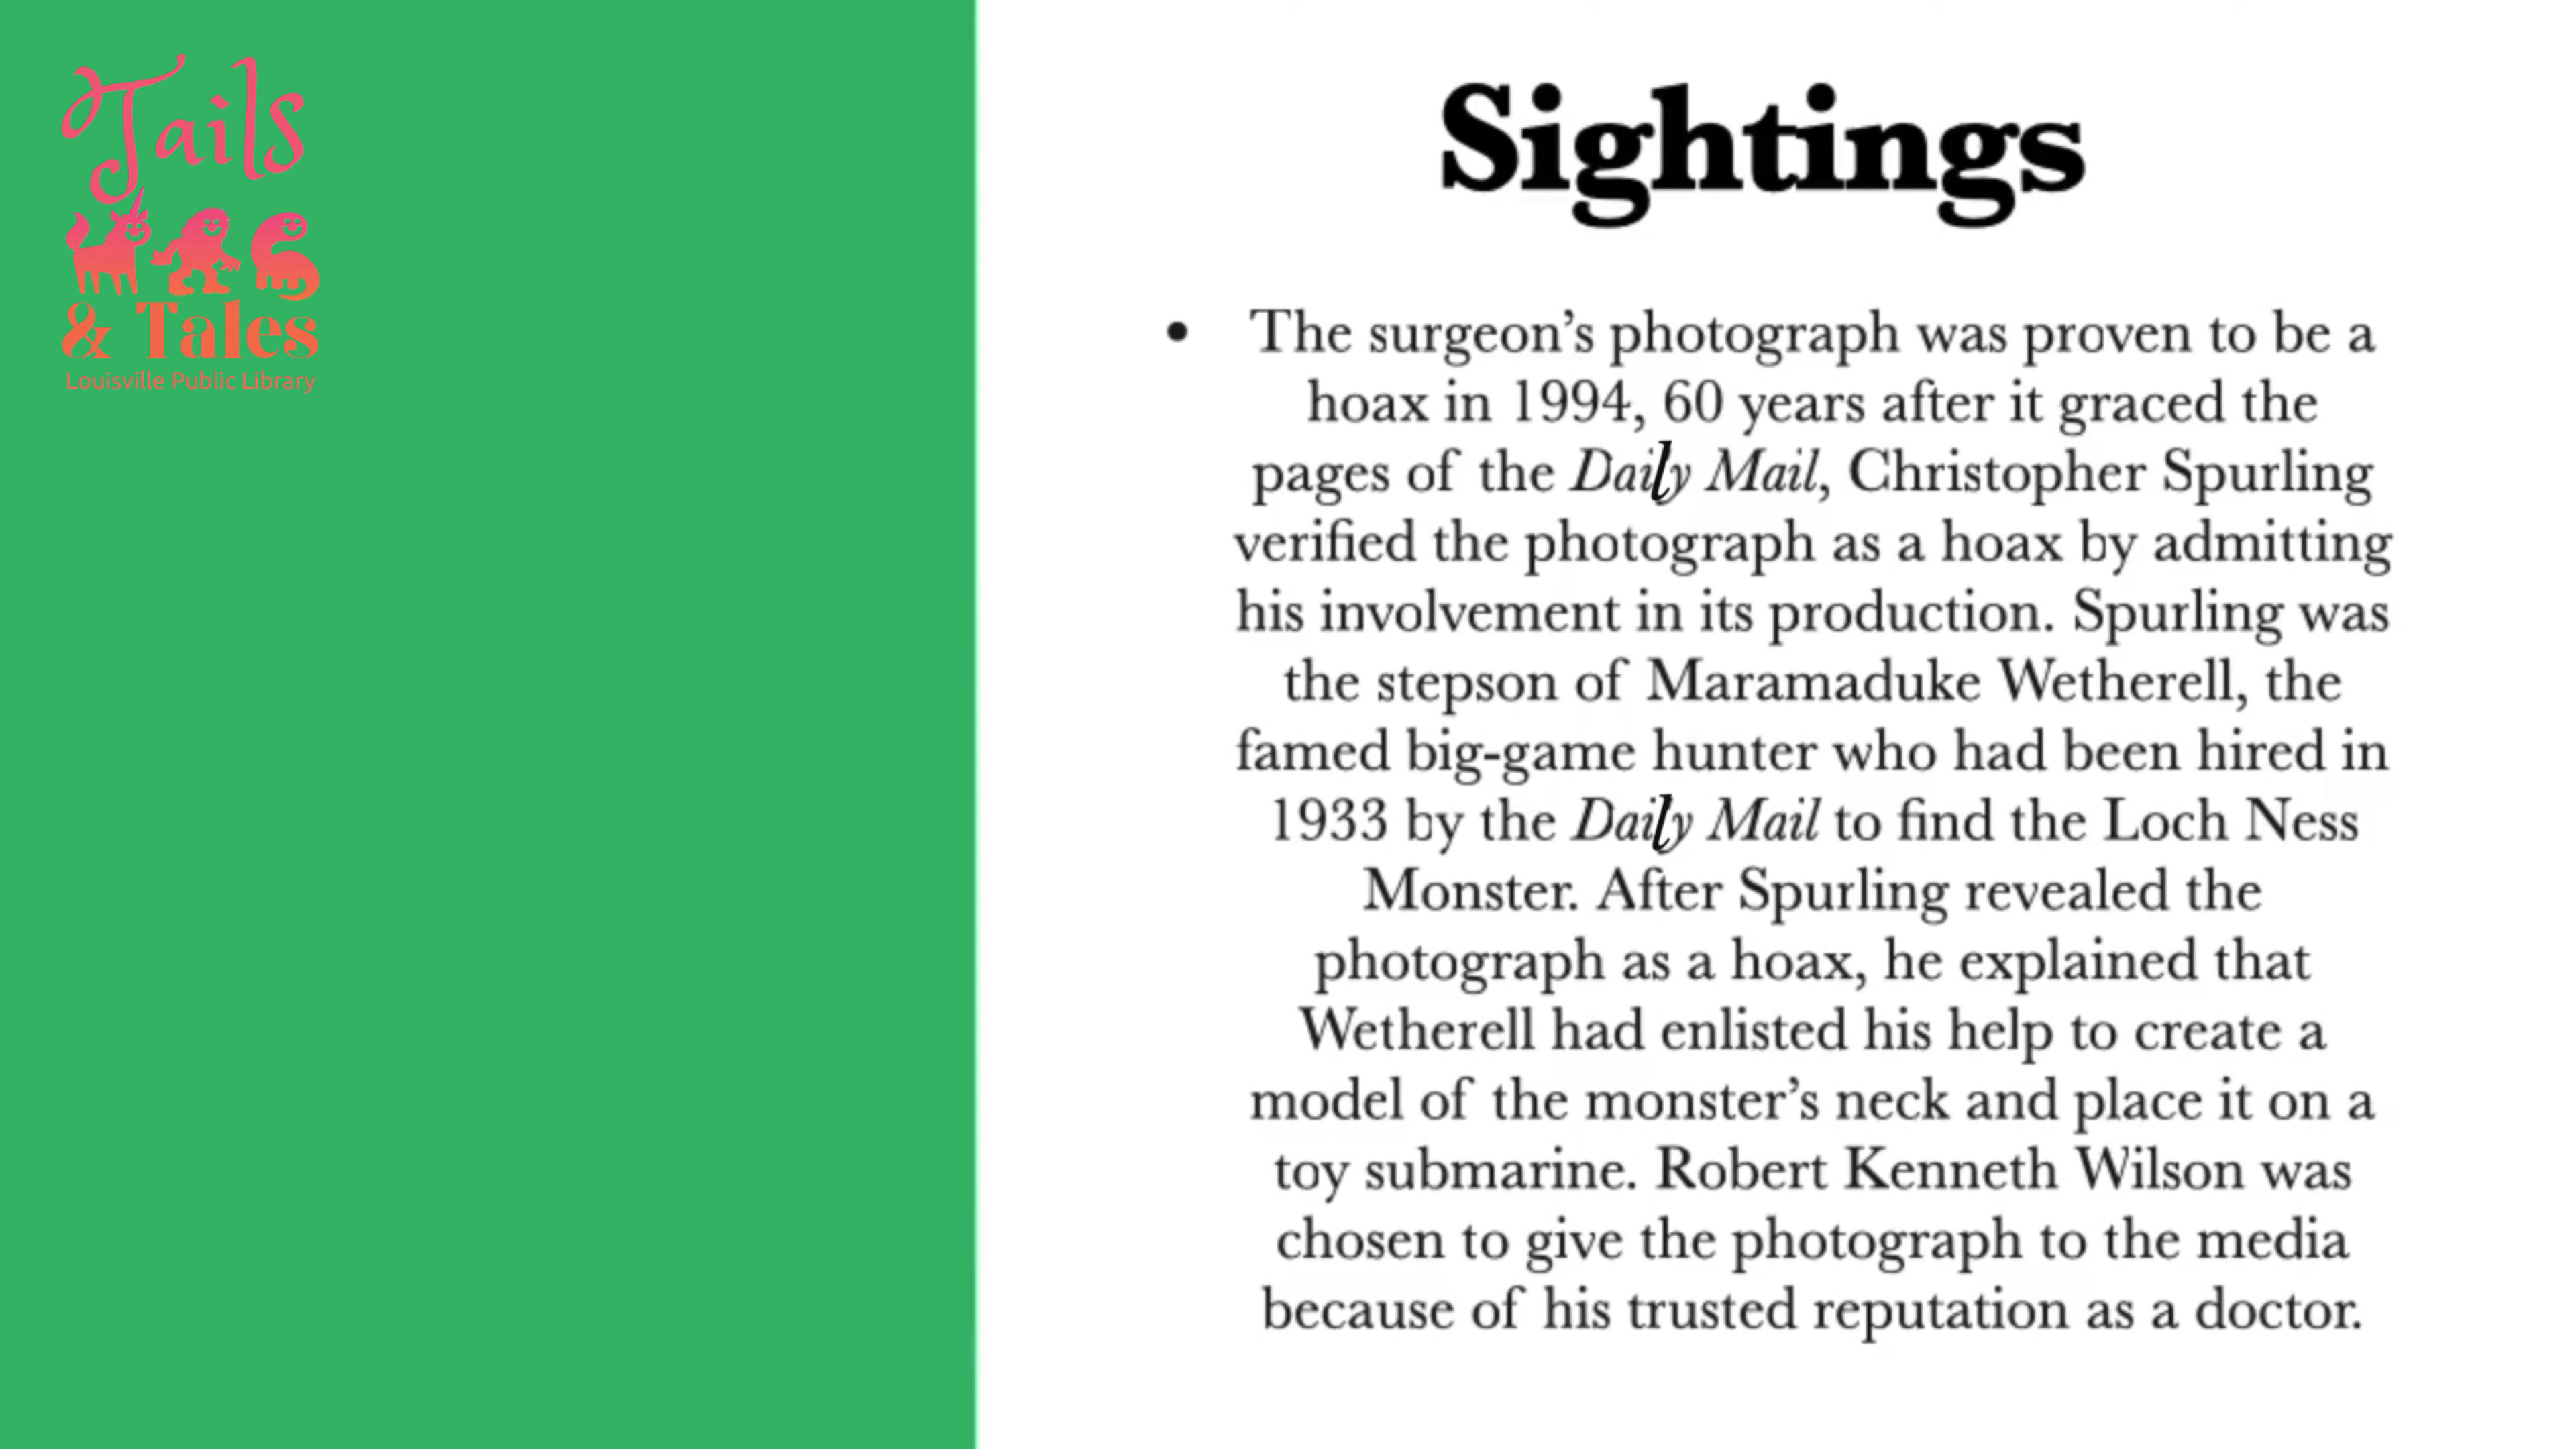 Tails
& Tales
Louisville Public Library
Sightings
• The surgeon’s photograph was proven to be a
hoax in 1994, 60 years after it graced the
pages of the Daily Mail, Christopher Spurling
verified the photograph as a hoax by admitting
his involvement in its production. Spurling was
the stepson of Maramaduke Wetherell, the
famed big-game hunter who had been hired in
1933 by the Daily Mail to find the Loch Ness
Monster. After Spurling revealed the
photograph as a hoax, he explained that
Wetherell had enlisted his help to create a
model of the monster’s neck and place it on a
toy submarine. Robert Kenneth Wilson was
chosen to give the photograph to the media
because of his trusted reputation as a doctor.